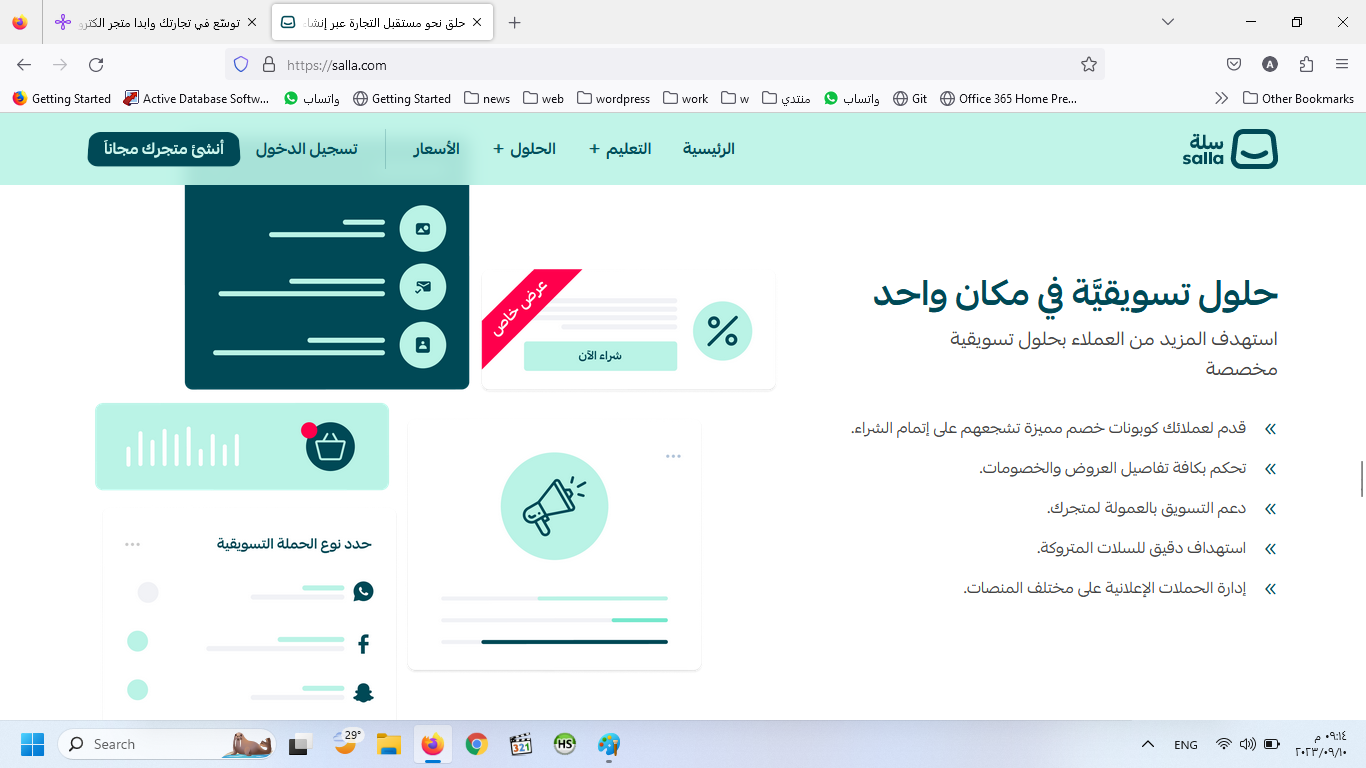 توسّع في تجارتك وابدا متجر الكترو
حلق نحو مستقبل التجارة عبر إنشاء
https://salla.com
Getting Started
Active Database Softw...
واتساب
Getting Started
news
web
wordpress
work
w
منتدي
واتساب
Git
Office 365 Home Pre...
Other Bookmarks
سلة
salla
الرئيسية
التعليم +
الحلول +
الأسعار
تسجيل الدخول
أنشئ متجرك مجاناً
حلول تسويقيَّة في مكان واحد
استهدف المزيد من العملاء بحلول تسويقية
مخصصة
قدم لعملائك كوبونات خصم مميزة تشجعهم على إتمام الشراء.
تحكم بكافة تفاصيل العروض والخصومات.
دعم التسويق بالعمولة لمتجرك.
استهداف دقيق للسلات المتروكة.
إدارة الحملات الإعلانية على مختلف المنصات.
عرض خاص
شراء الآن
حدد نوع الحملة التسويقية
Search
29°
321
HS
ENG
٠٩:١٤ م
٢٠٢٣/٠٩/١٠